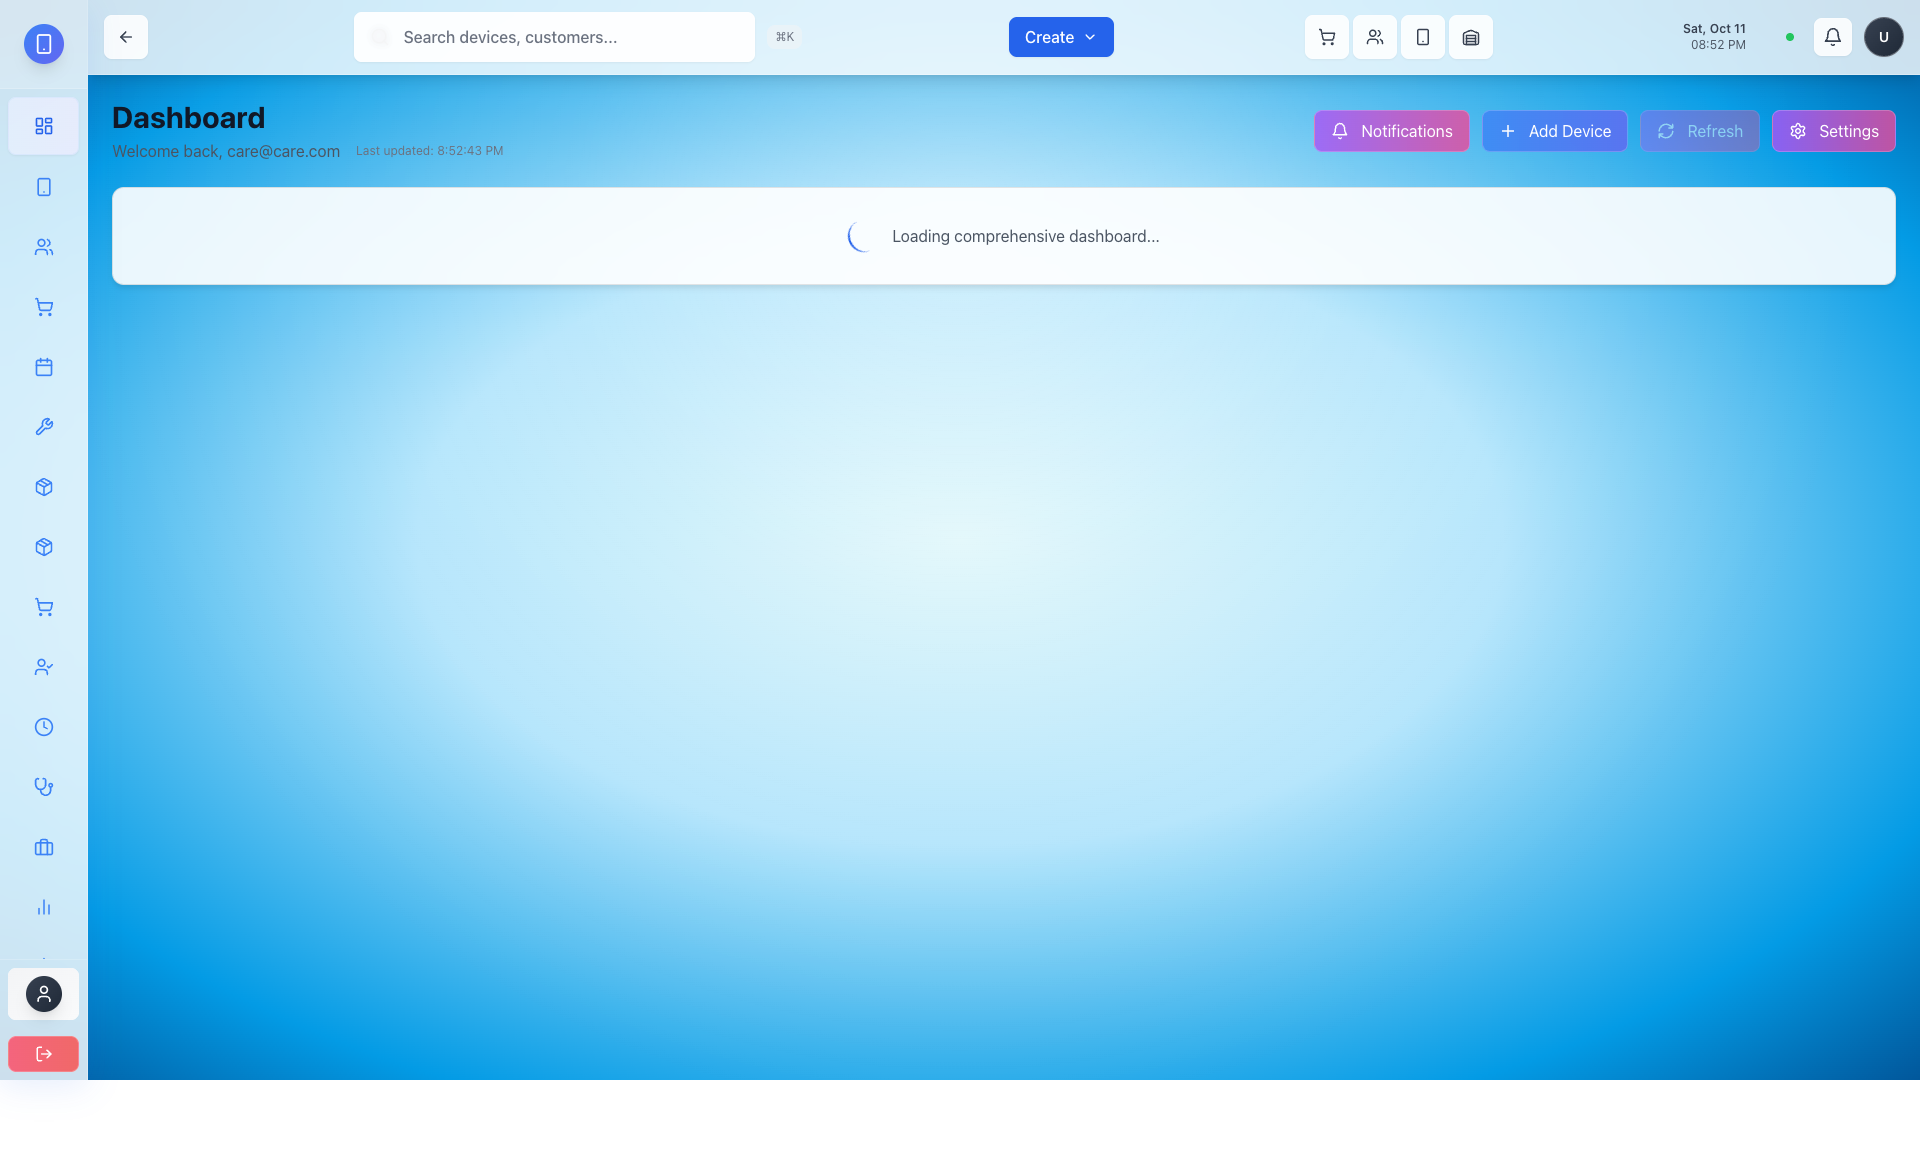 Search devices, customers...
⌘K
Create
Sat, Oct 11
08:52 PM
U
Dashboard
Welcome back, care@care.com
Last updated: 8:52:43 PM
Notifications
Add Device
Refresh
Settings
Loading comprehensive dashboard...